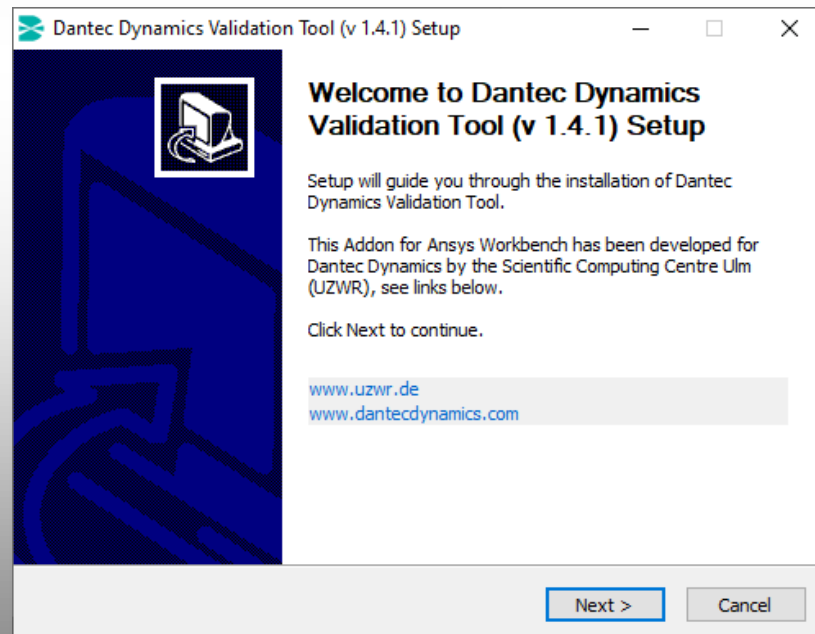 Dantec Dynamics Validation Tool (v 1.4.1) Setup
Welcome to Dantec Dynamics
Validation Tool (v 1.4.1) Setup
Setup will guide you through the installation of Dantec
Dynamics Validation Tool.
This Addon for Ansys Workbench has been developed for
Dantec Dynamics by the Scientific Computing Centre Ulm
(UZWR), see links below.
Click Next to continue.
www.uzwr.de
www.dantecdynamics.com
Next >
Cancel